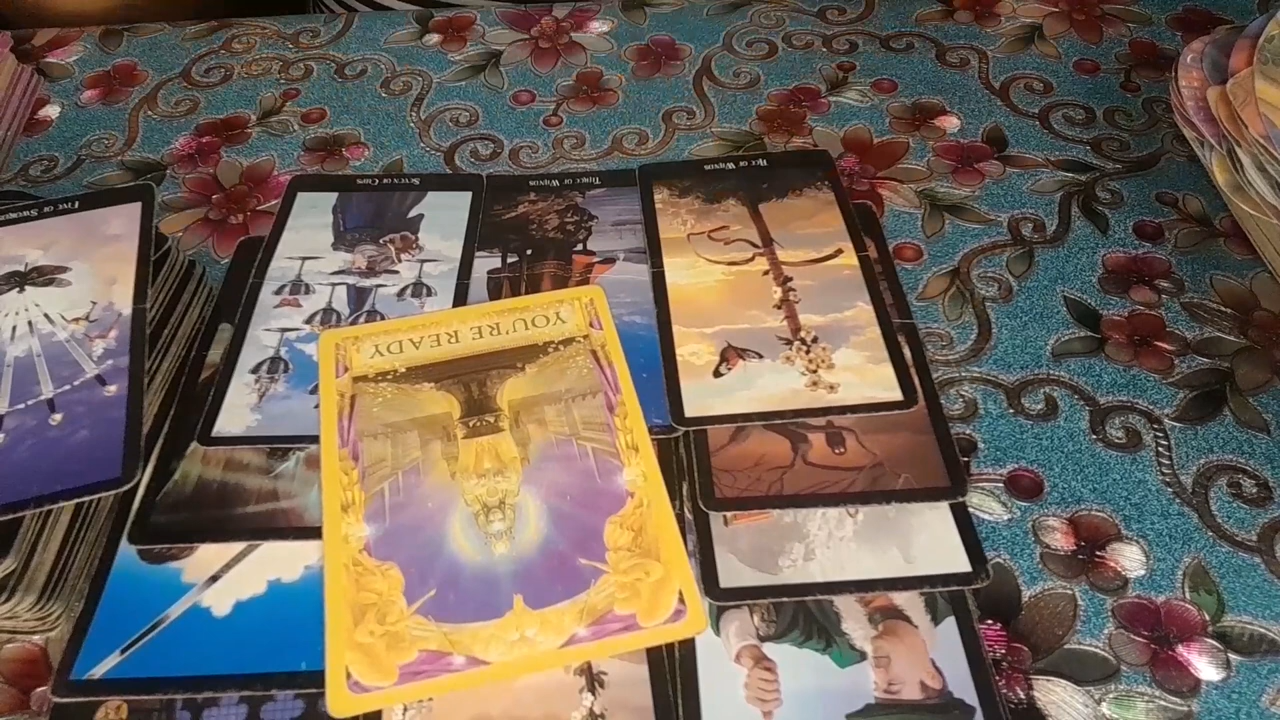 FIVE OF SWORDS
SEVEN OF CUPS
THREE OF WANDS
ACE OF WANDS
YOU'RE READY